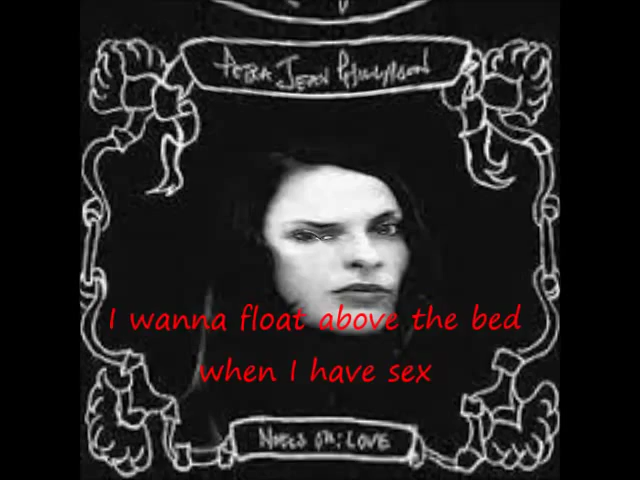 PETRA JEAN PHILLIPSON
I wanna float above the bed
when I have sex
NOTES ON: LOVE